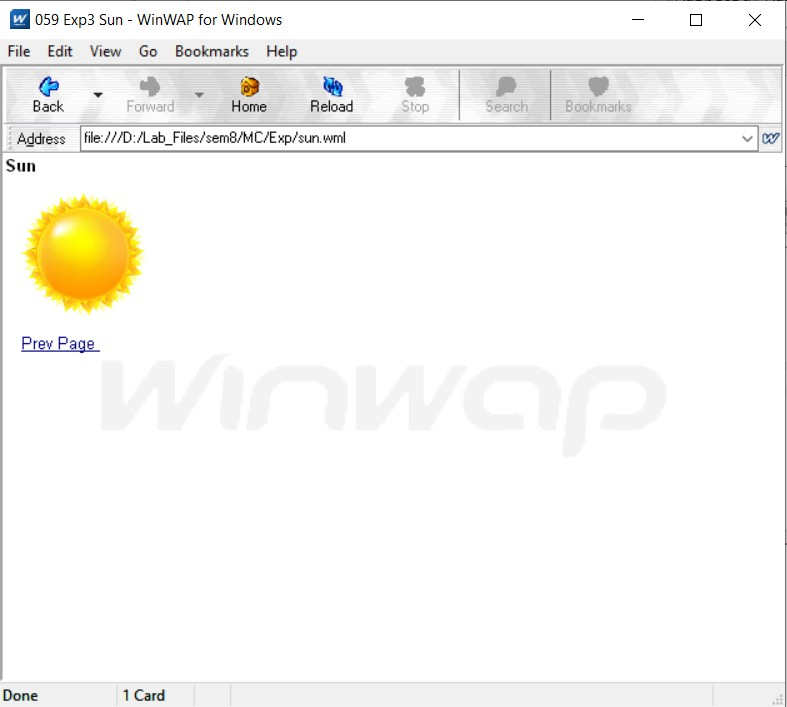 059 Exp3 Sun - WinWAP for Windows
File Edit View Go Bookmarks Help
Back Forward Home Reload Stop Search Bookmarks
Address file:///D:/Lab_Files/sem8/MC/Exp/sun.wml
Sun
Prev Page
Winwap
Done 1 Card